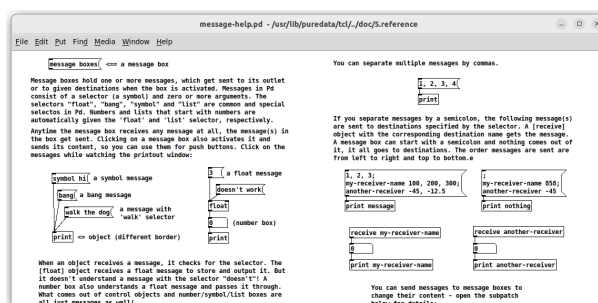 message-help.pd - /usr/lib/puredata/tcl/../doc/5.reference
File Edit Put Find Media Window Help
message boxes <== a message box
Message boxes hold one or more messages, which get sent to its outlet
or to given destinations when the box is activated. Messages in Pd
consist of a selector (a symbol) and zero or more arguments. The
selectors "float", "bang", "symbol" and "list" are common and special
selectos in Pd. Numbers and lists that start with numbers are
automatically given the 'float' and 'list' selector, respectively.
Anytime the message box receives any message at all, the message(s) in
the box get sent. Clicking on a message box also activates it and
sends its content, so you can use them for push buttons. Click on the
messages while watching the printout window:
symbol hi a symbol message
bang a bang message
walk the dog a message with
'walk' selector
print <= object (different border)
3 a float message
doesn't work
float
0 (number box)
print
When an object receives a message, it checks for the selector. The
[float] object receives a float message to store and output it. But
it doesn't understand a message with the selector "doesn't"! A
number box also understands a float message and passes it through.
What comes out of control objects and number/symbol/list boxes are
all just messages as well!
You can separate multiple messages by commas.
1, 2, 3, 4
print
If you separate messages by a semicolon, the following message(s)
are sent to destinations specified by the selector. A [receive]
object with the corresponding destination name gets the message.
A message box can start with a semicolon and nothing comes out of
it, it all goes to destinations. The order messages are sent are
from left to right and top to bottom.e
1, 2, 3;
my-receiver-name 100, 200, 300;
another-receiver -45, -12.5
print message
;
my-receiver-name 858;
another-receiver -45
print nothing
receive my-receiver-name
0
print my-receiver-name
receive another-receiver
0
print another-receiver
You can send messages to message boxes to
change their content - open the subpatch
below for details: